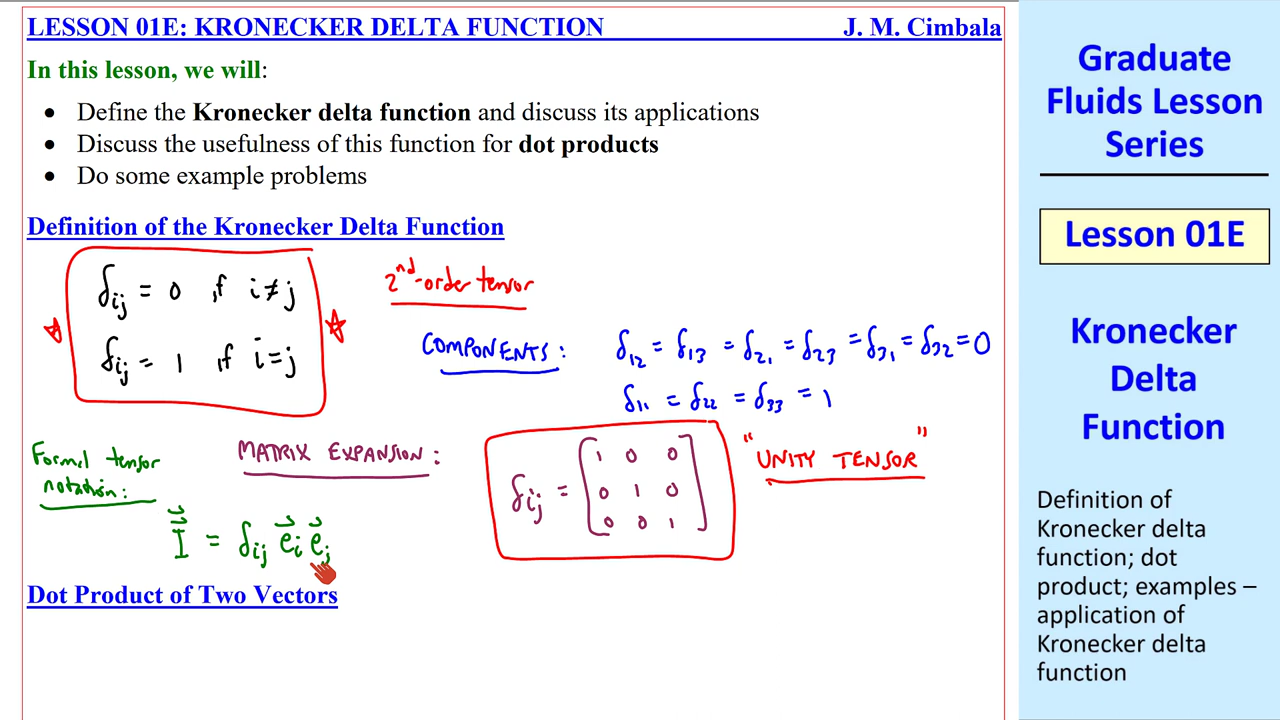 LESSON 01E: KRONECKER DELTA FUNCTION J. M. Cimbala
In this lesson, we will:
• Define the Kronecker delta function and discuss its applications
• Discuss the usefulness of this function for dot products
• Do some example problems
Definition of the Kronecker Delta Function
δij = 0 if i≠j
δij = 1 if i=j
2nd-order tensor
COMPONENTS: δ12 = δ13 = δ21 = δ23 = δ31 = δ32 = 0
δ11 = δ22 = δ33 = 1
Formal tensor
notation:
I⃗⃗ = δij e⃗i e⃗j
MATRIX EXPANSION:
δij = [1 0 0
0 1 0
0 0 1]
"UNITY TENSOR"
Dot Product of Two Vectors
Graduate
Fluids Lesson
Series
Lesson 01E
Kronecker
Delta
Function
Definition of
Kronecker delta
function; dot
product; examples –
application of
Kronecker delta
function